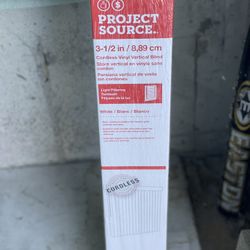 PROJECT
SOURCE.
3-1/2 in / 8,89 cm
Cordless Vinyl Vertical Blind
Store vertical en vinyle sans
cordon
Persiana vertical de vinilo
sin cordones
Light Filtering
White / Blanc / Blanco
CORDLESS